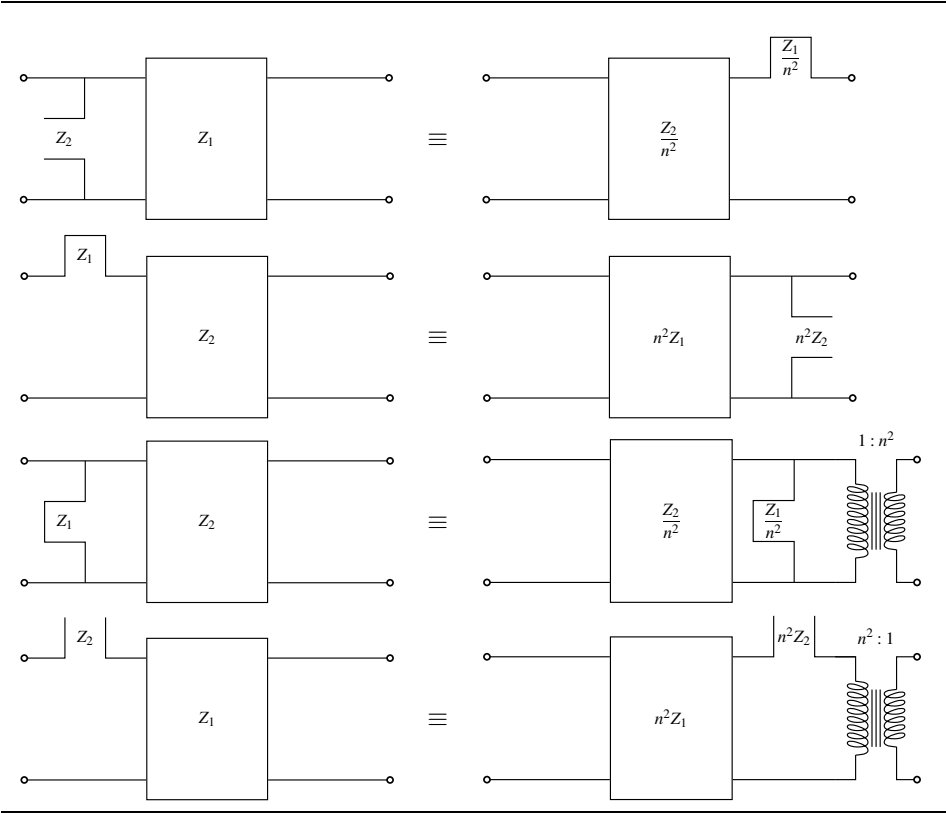 Z₂ Z₁ ≡ Z₂/n² Z₁/n²
Z₁ Z₂ ≡ n²Z₁ n²Z₂
Z₁ Z₂ ≡ Z₂/n² Z₁/n² 1 : n²
Z₂ Z₁ ≡ n²Z₁ n²Z₂ n² : 1